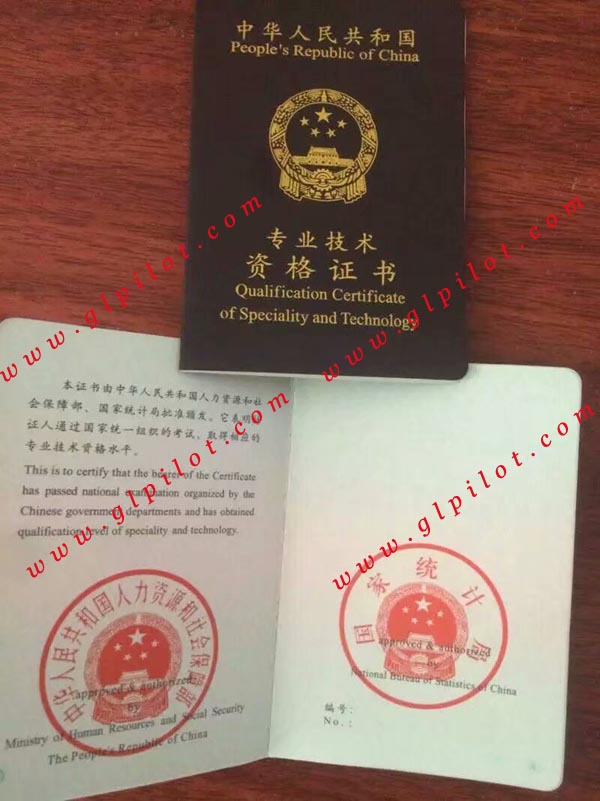 中华人民共和国
People's Republic of China
专业技术
资格证书
Qualification Certificate
of Speciality and Technology
本证书由中华人民共和国人力资源和社
会保障部、国家统计局批准颁发。它表明持
证人通过国家统一组织的考试，取得相应的
专业技术资格水平。
This is to certify that the bearer of the Certificate
has passed national examination organized by the
Chinese government departments and has obtained
qualification level of speciality and technology.
中华人民共和国人力资源和社会保障部
approved & authorized
by
Ministry of Human Resources and Social Security
The People's Republic of China
国家统计局
approved & authorized
by
National Bureau of Statistics of China
编号:
No.:
www.glpilot.com
www.glpilot.com
www.glpilot.com
www.glpilot.com